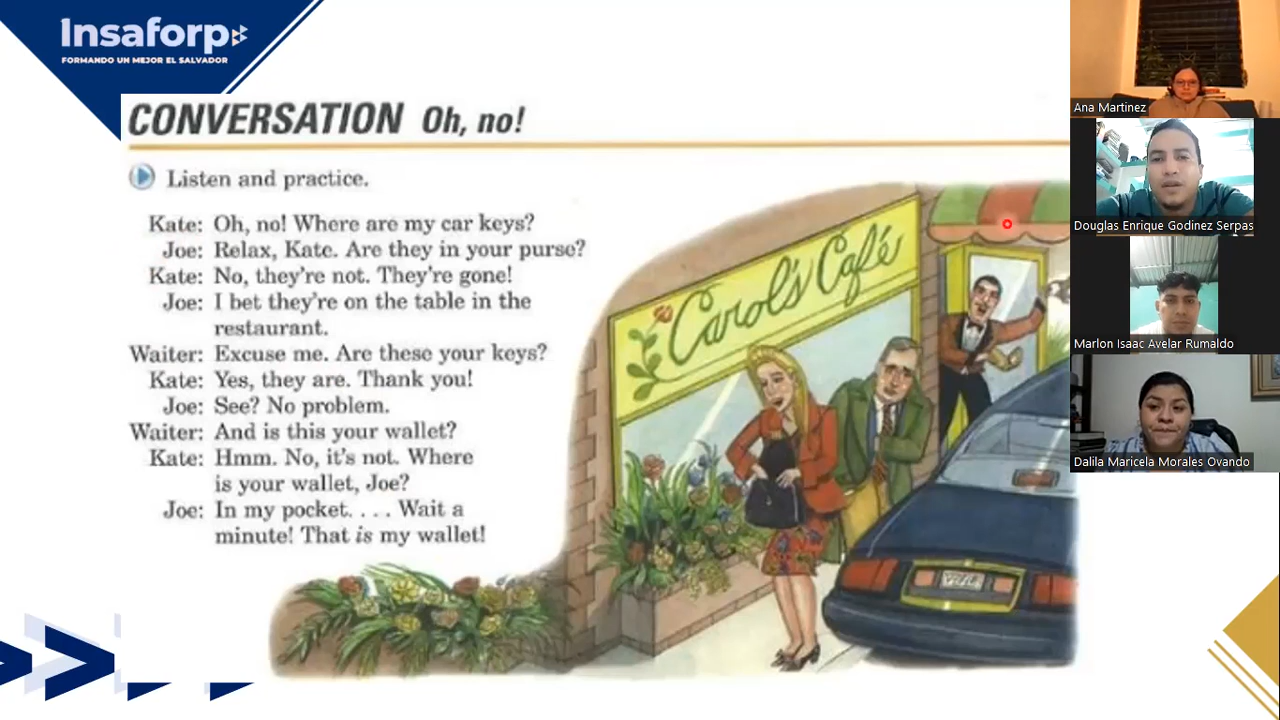 Insaforp
FORMANDO UN MEJOR EL SALVADOR
CONVERSATION Oh, no!
Listen and practice.
Kate: Oh, no! Where are my car keys?
Joe: Relax, Kate. Are they in your purse?
Kate: No, they're not. They're gone!
Joe: I bet they're on the table in the
restaurant.
Waiter: Excuse me. Are these your keys?
Kate: Yes, they are. Thank you!
Joe: See? No problem.
Waiter: And is this your wallet?
Kate: Hmm. No, it's not. Where
is your wallet, Joe?
Joe: In my pocket. . . . Wait a
minute! That is my wallet!
Carol's Café
Ana Martinez
Douglas Enrique Godinez Serpas
Marlon Isaac Avelar Rumaldo
Dalila Maricela Morales Ovando